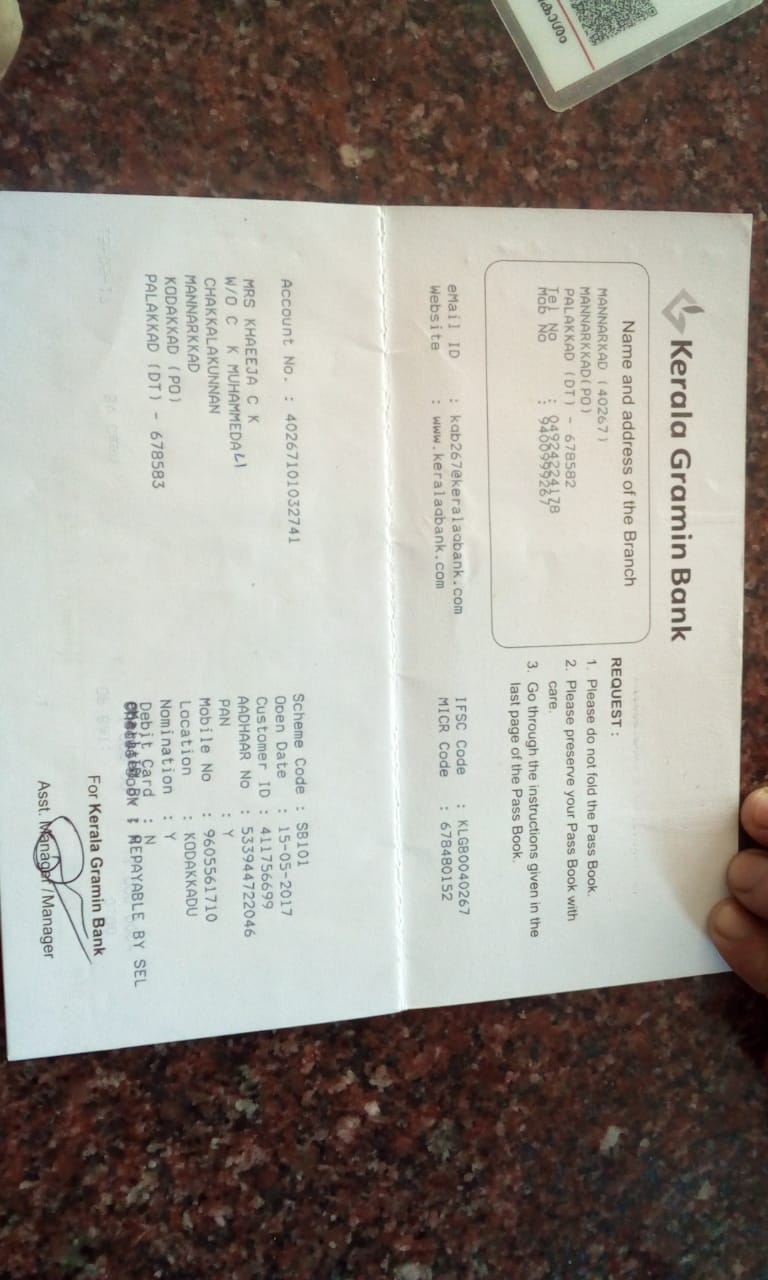 Kerala Gramin Bank
Name and address of the Branch
MANNARKAD (40267)
MANNARKKAD(PO)
PALAKKAD (DT) - 678582
Tel No : 04924224178
Mob No : 9400999267
REQUEST :
1. Please do not fold the Pass Book.
2. Please preserve your Pass Book with
care.
3. Go through the instructions given in the
last page of the Pass Book.
eMail ID : kgb267@keralagbank.com
Website : www.keralagbank.com
IFSC Code : KLGB0040267
MICR Code : 678480152
Account No. : 40267101032741
MRS KHAEEJA C K
W/O C K MUHAMMEDALI
CHAKKALAKUNNAN
MANNARKKAD
KODAKKAD (PO)
PALAKKAD (DT) - 678583
Scheme Code : SB101
Open Date : 15-05-2017
Customer ID : 411756699
AADHAAR No : 533944722046
PAN : Y
Mobile No : 9605561710
Location : KODAKKADU
Nomination : Y
Debit Card : N
REPAYABLE BY SEL
For Kerala Gramin Bank
Asst. Manager / Manager